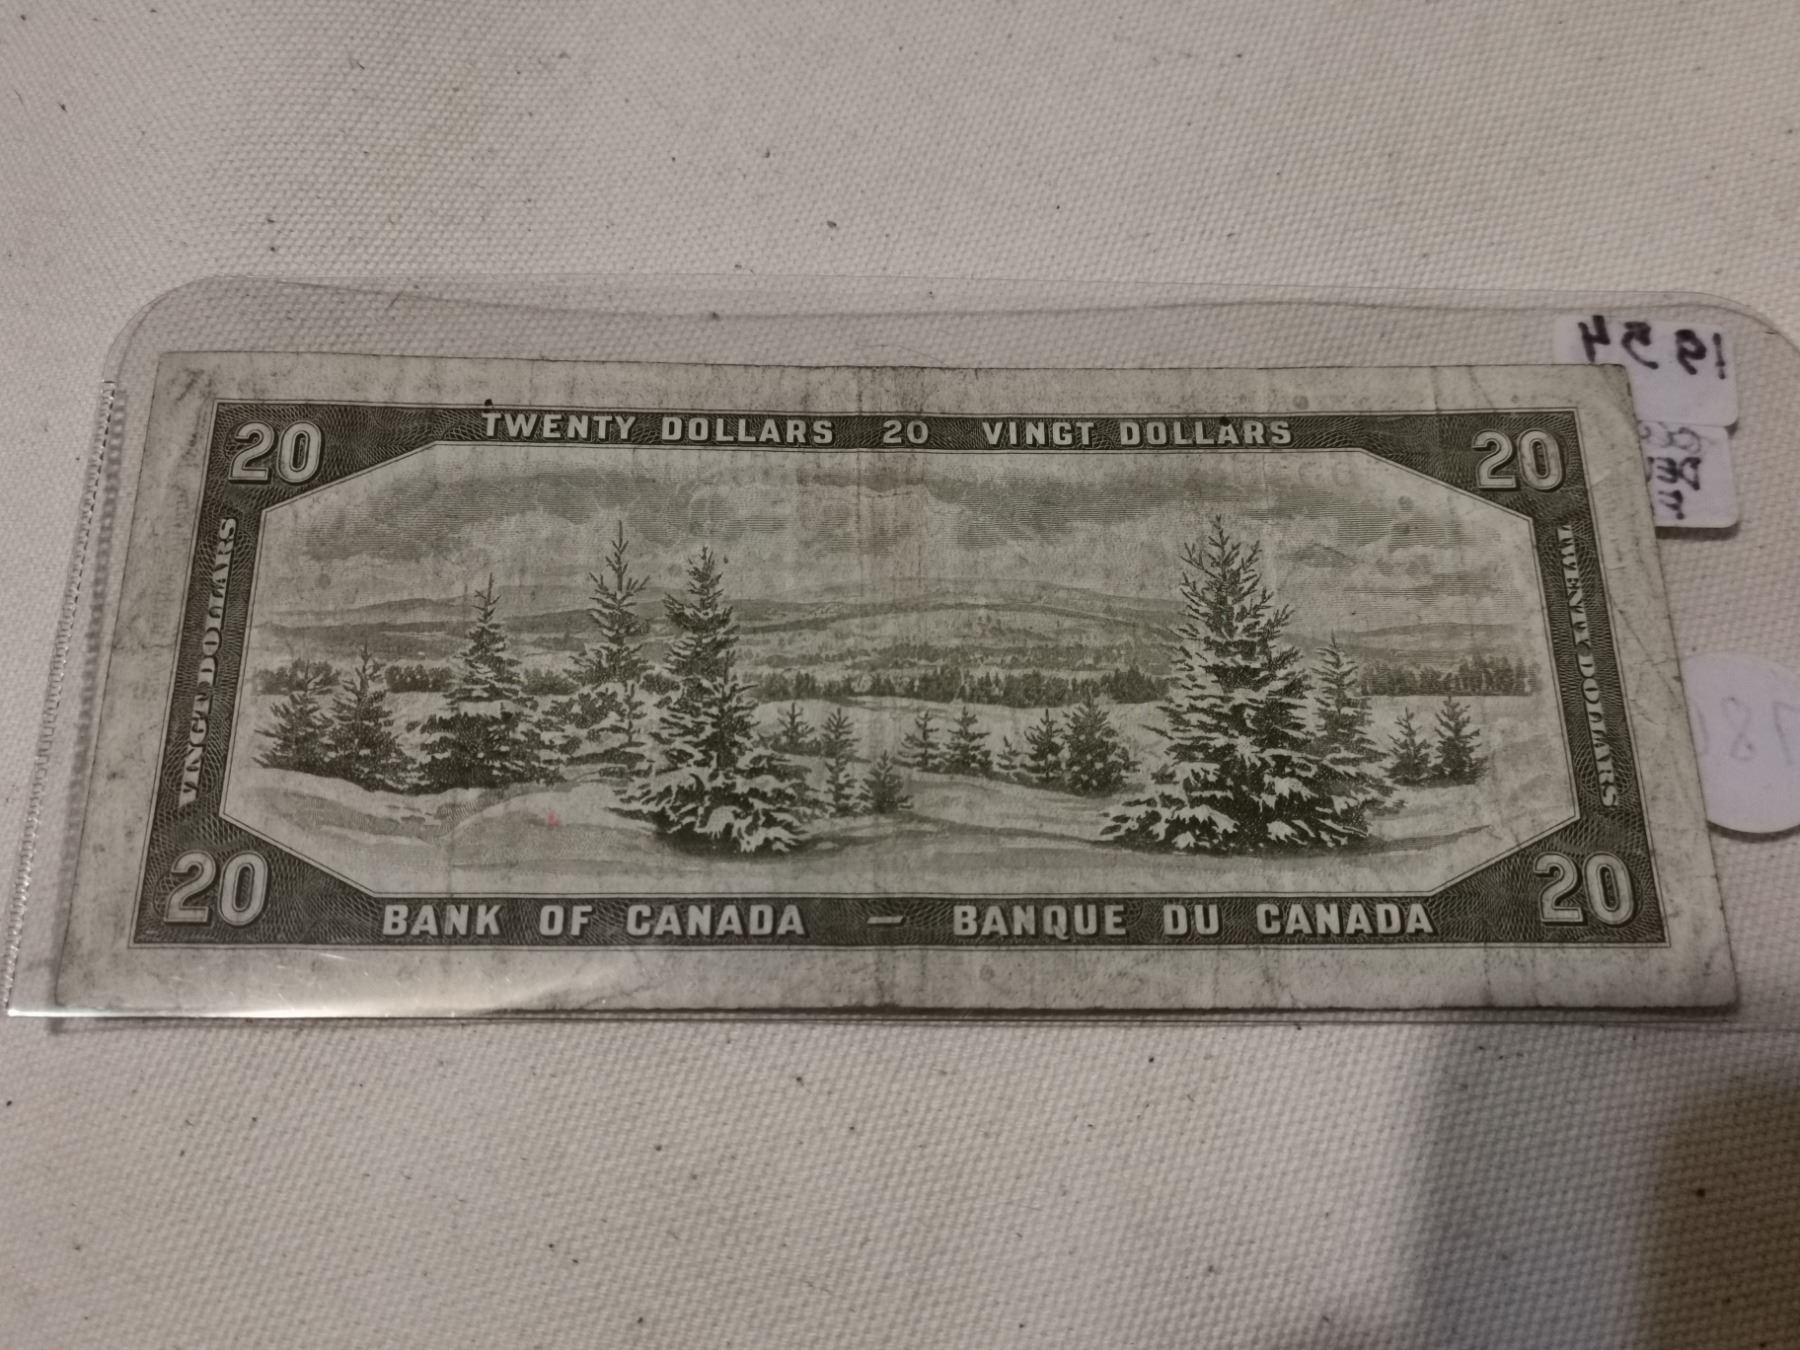 1954
20 TWENTY DOLLARS 20 VINGT DOLLARS 20
VINGT DOLLARS
TWENTY DOLLARS
20 BANK OF CANADA — BANQUE DU CANADA 20